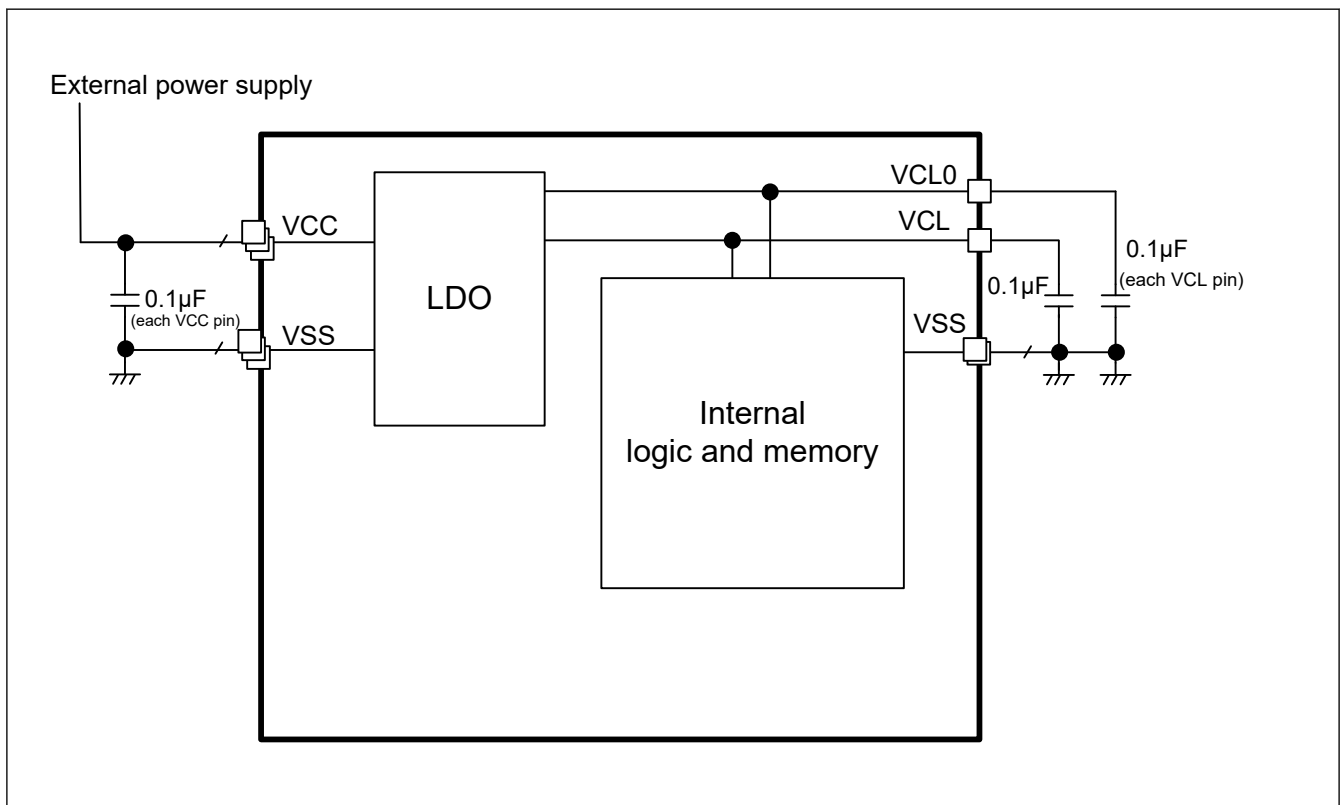 External power supply
VCL0
VCC
VCL
0.1µF
(each VCL pin)
0.1µF
LDO
0.1µF
(each VCC pin)
VSS
VSS
Internal
logic and memory